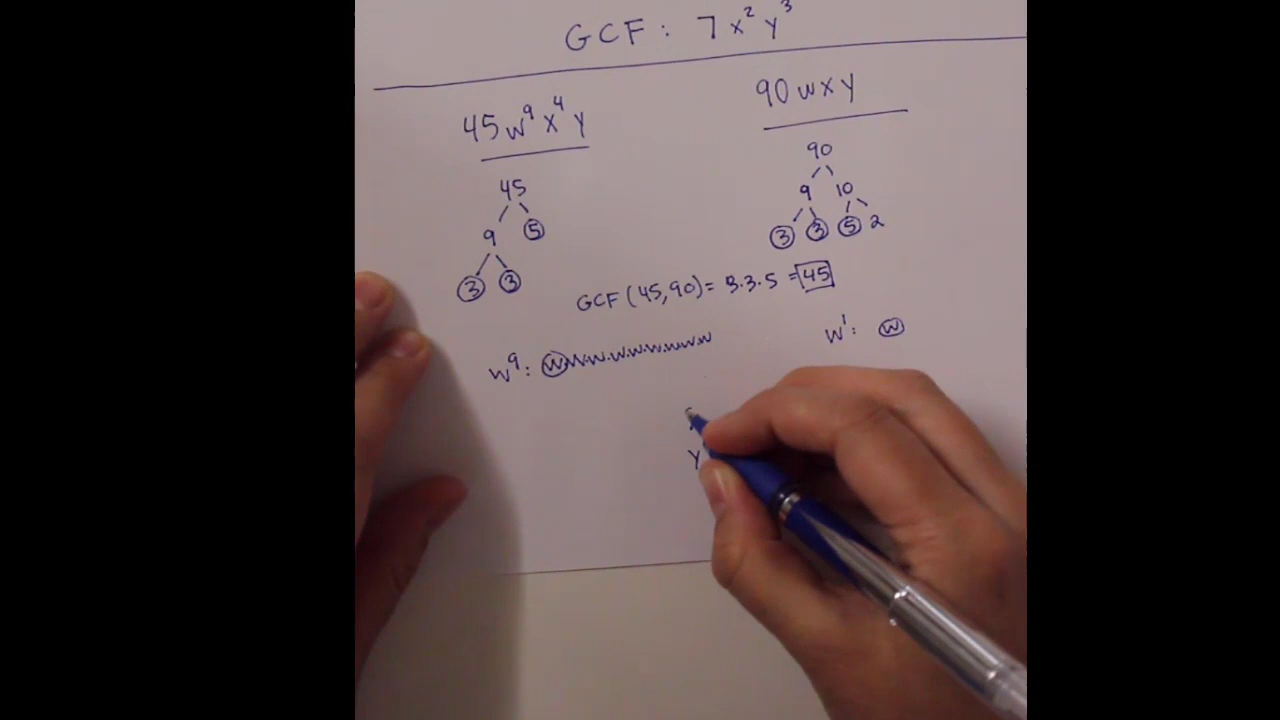 GCF: 7x²y³
45w⁹x⁴y
90wxy
45
9 5
3 3
90
9 10
3 3 5 2
GCF(45,90) = 3.3.5 = 45
w⁹: w.w.w.w.w.w.w.w.w
w¹: w
y